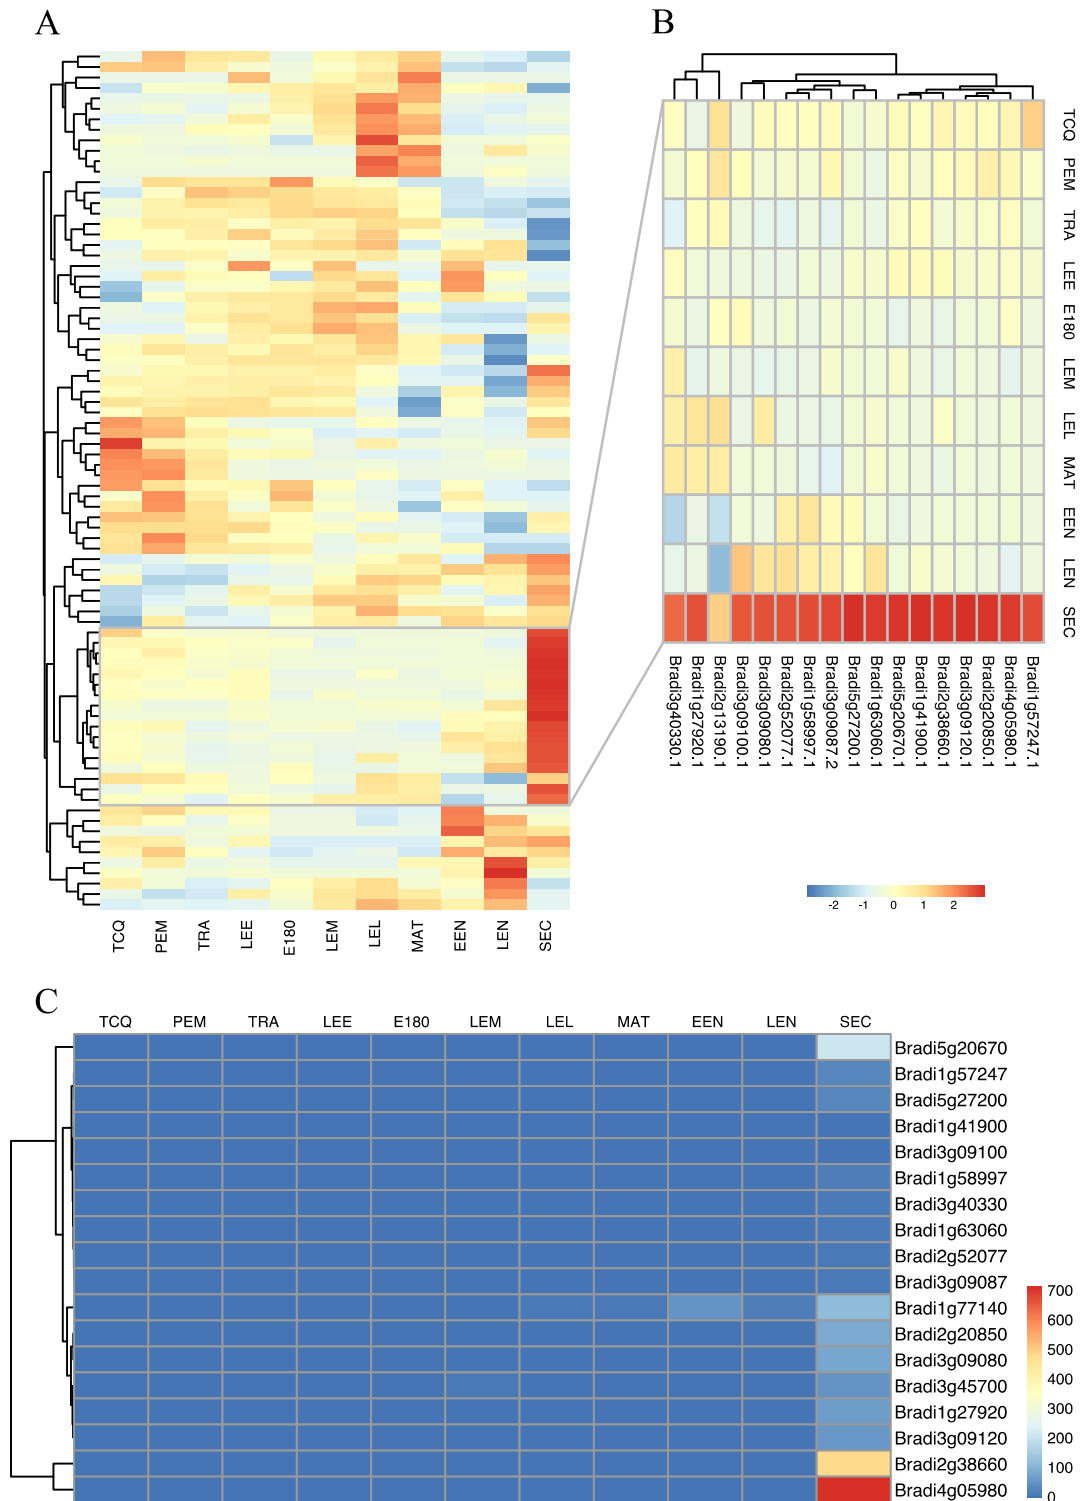 A
B
TCQ
PEM
TRA
LEE
E180
LEM
LEL
MAT
EEN
LEN
SEC
Bradi3g40330.1
Bradi1g27920.1
Bradi2g13190.1
Bradi3g09100.1
Bradi3g09080.1
Bradi2g52077.1
Bradi1g58997.1
Bradi3g09087.2
Bradi5g27200.1
Bradi1g63060.1
Bradi5g20670.1
Bradi1g41900.1
Bradi2g38660.1
Bradi3g09120.1
Bradi2g20850.1
Bradi4g05980.1
Bradi1g57247.1
-2 -1 0 1 2
TCQ PEM TRA LEE E180 LEM LEL MAT EEN LEN SEC
C
TCQ PEM TRA LEE E180 LEM LEL MAT EEN LEN SEC
Bradi5g20670
Bradi1g57247
Bradi5g27200
Bradi1g41900
Bradi3g09100
Bradi1g58997
Bradi3g40330
Bradi1g63060
Bradi2g52077
Bradi3g09087
Bradi1g77140
Bradi2g20850
Bradi3g09080
Bradi3g45700
Bradi1g27920
Bradi3g09120
Bradi2g38660
Bradi4g05980
700
600
500
400
300
200
100
0